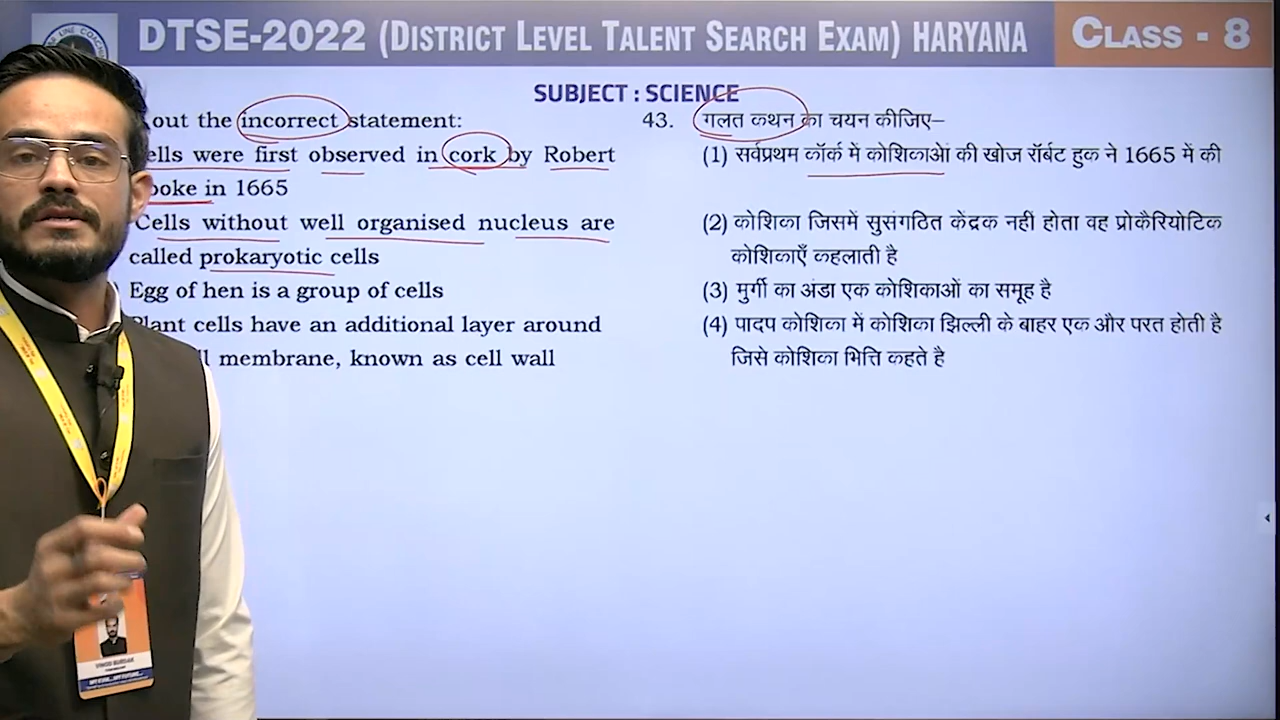 DTSE-2022 (DISTRICT LEVEL TALENT SEARCH EXAM) HARYANA
CLASS - 8
SUBJECT : SCIENCE
out the incorrect statement:
ells were first observed in cork by Robert
ooke in 1665
Cells without well organised nucleus are
called prokaryotic cells
Egg of hen is a group of cells
Plant cells have an additional layer around
ll membrane, known as cell wall
43. गलत कथन का चयन कीजिए–
(1) सर्वप्रथम कॉर्क में कोशिकाओं की खोज रॉर्बट हुक ने 1665 में की
(2) कोशिका जिसमें सुसंगठित केंद्रक नहीं होता वह प्रोकैरियोटिक
कोशिकाएँ कहलाती है
(3) मुर्गी का अंडा एक कोशिकाओं का समूह है
(4) पादप कोशिका में कोशिका झिल्ली के बाहर एक और परत होती है
जिसे कोशिका भित्ति कहते है